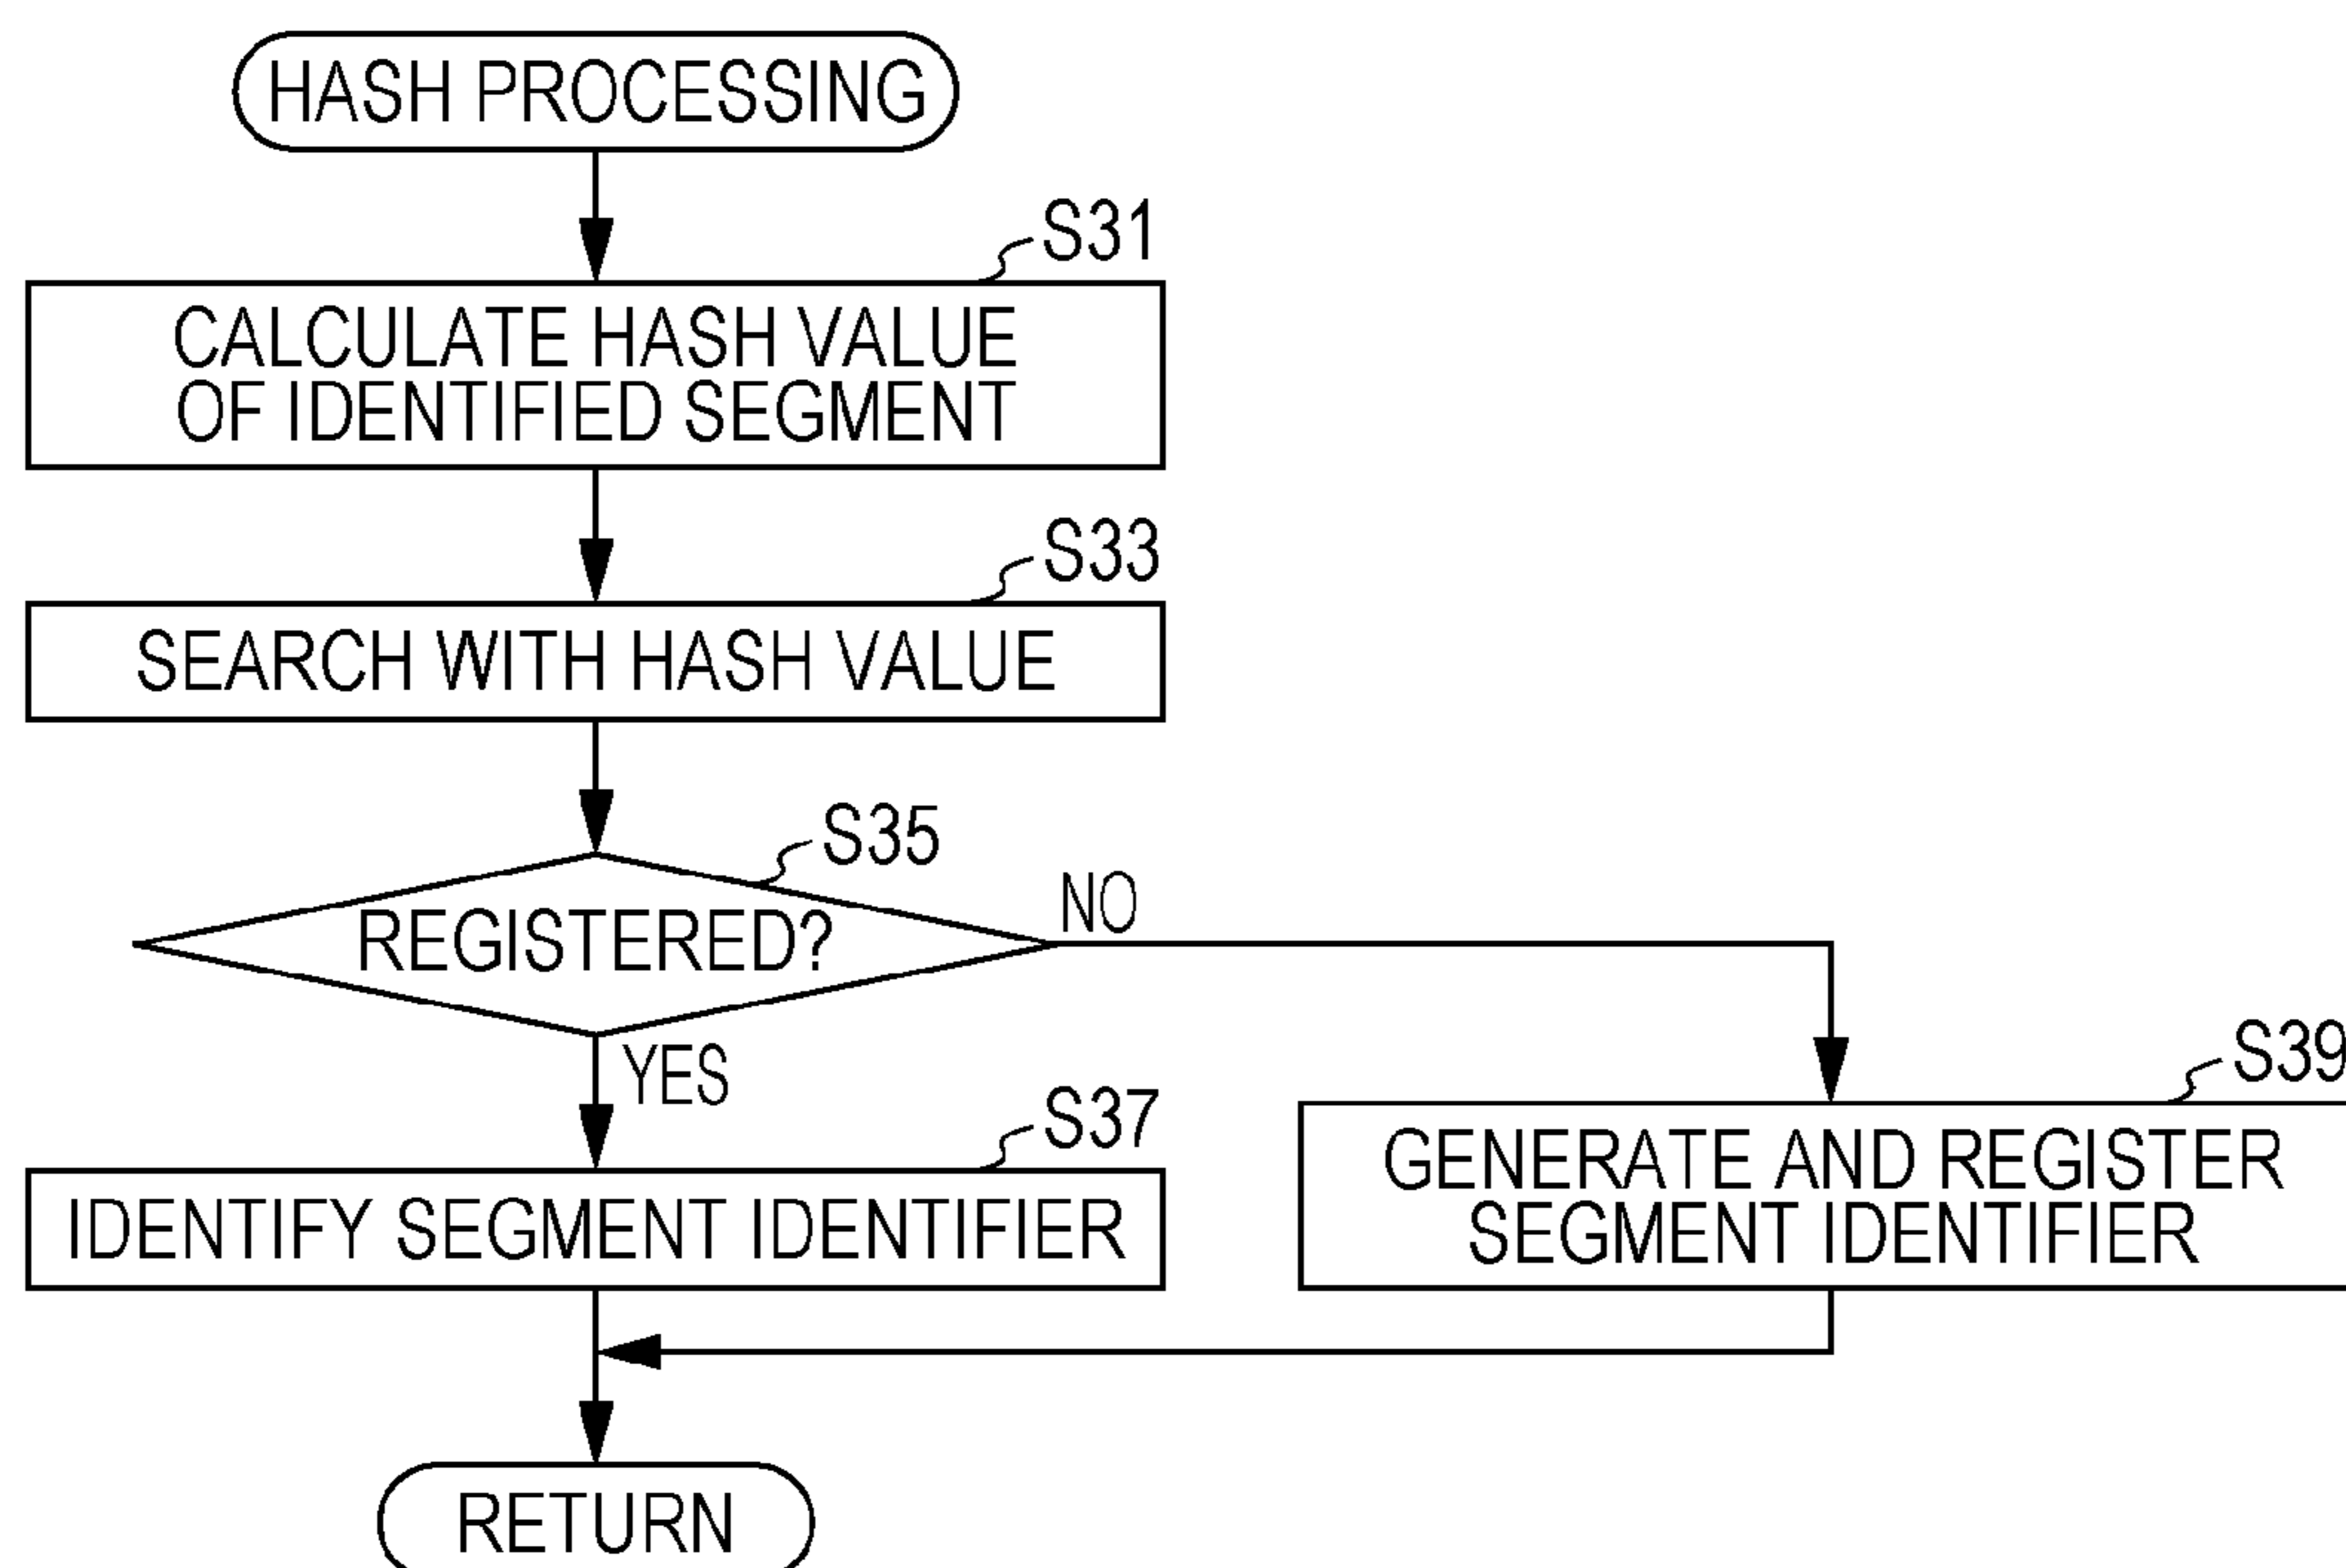 HASH PROCESSING
S31
CALCULATE HASH VALUE
OF IDENTIFIED SEGMENT
S33
SEARCH WITH HASH VALUE
S35
REGISTERED?
NO
YES
S37
IDENTIFY SEGMENT IDENTIFIER
S39
GENERATE AND REGISTER
SEGMENT IDENTIFIER
RETURN